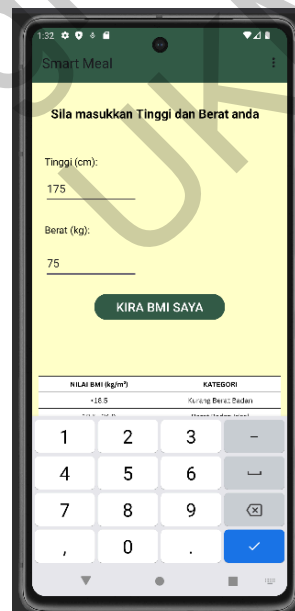 1:32
Smart Meal
Sila masukkan Tinggi dan Berat anda
Tinggi (cm):
175
Berat (kg):
75
KIRA BMI SAYA
NILAI BMI (kg/m²) KATEGORI
<18.5 Kurang Berat Badan
1 2 3 -
4 5 6
7 8 9
, 0 .